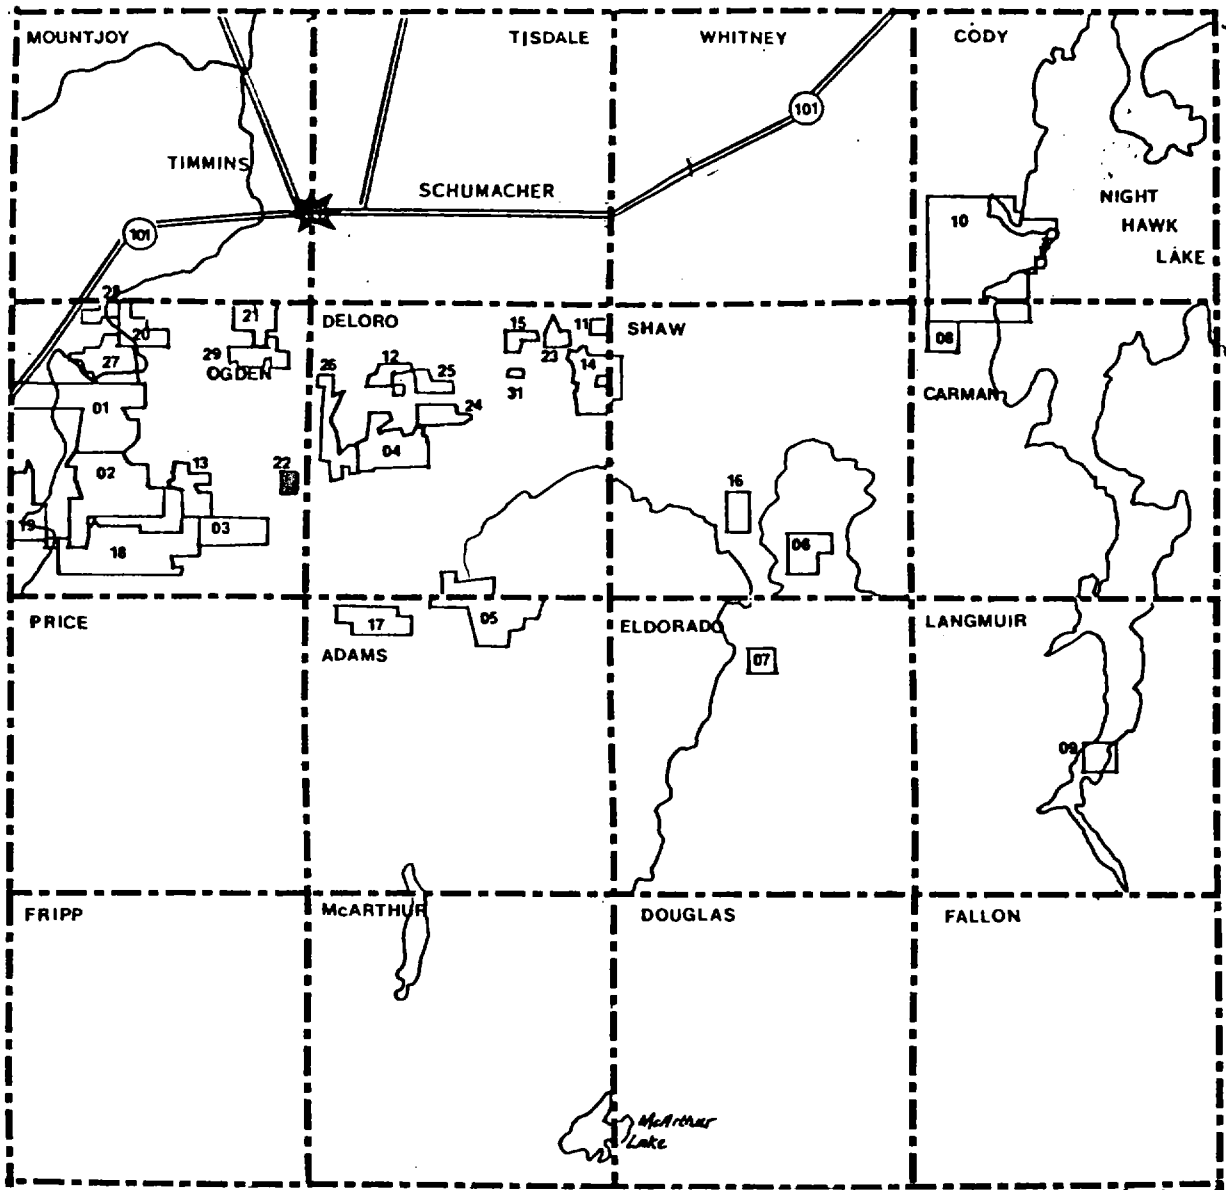 MOUNTJOY
TISDALE
WHITNEY
CODY
101
TIMMINS
SCHUMACHER
NIGHT
HAWK
LAKE
10
101
28
21
20
27
29
OGDEN
01
02
13
22
19
03
18
DELORO
15
11
23
14
26
12
25
31
24
04
SHAW
08
CARMAN
16
06
PRICE
17
05
ADAMS
ELDORADO
07
LANGMUIR
09
FRIPP
McARTHUR
DOUGLAS
FALLON
McArthur
Lake